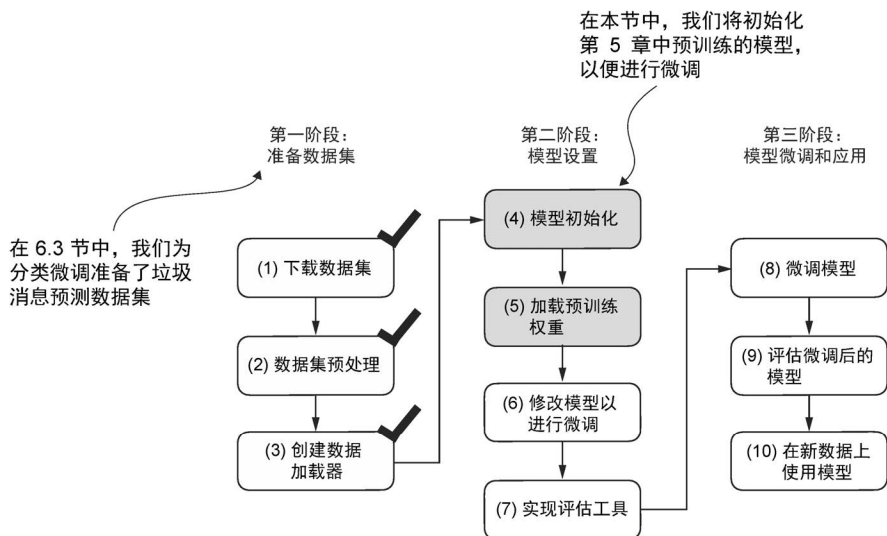 在本节中，我们将初始化
第 5 章中预训练的模型，
以便进行微调
第一阶段：
准备数据集
第二阶段：
模型设置
第三阶段：
模型微调和应用
在 6.3 节中，我们为
分类微调准备了垃圾
消息预测数据集
(1) 下载数据集
(2) 数据集预处理
(3) 创建数据
加载器
(4) 模型初始化
(5) 加载预训练
权重
(6) 修改模型以
进行微调
(7) 实现评估工具
(8) 微调模型
(9) 评估微调后的
模型
(10) 在新数据上
使用模型